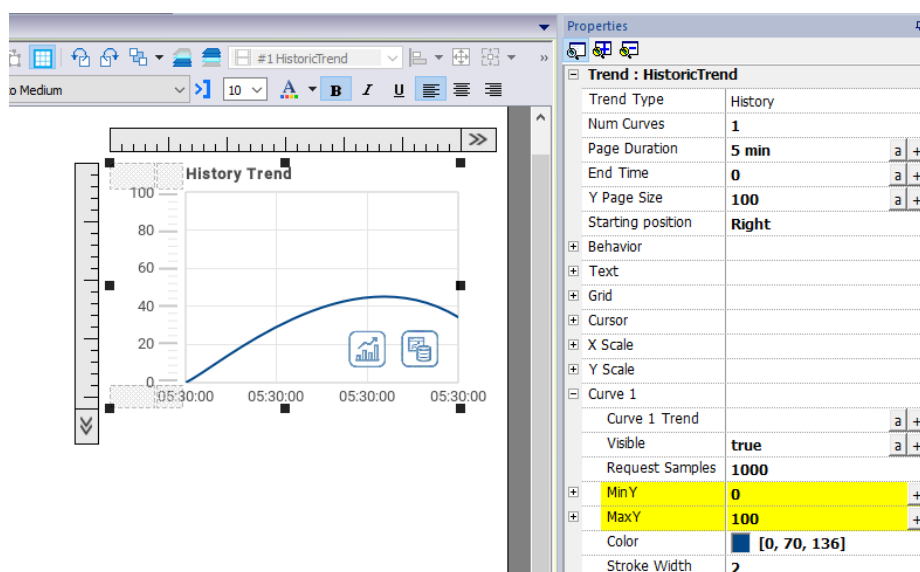 Properties
#1 HistoricTrend
o Medium
10
B I U
History Trend
100
80
60
40
20
0
05:30:00 05:30:00 05:30:00 05:30:00
Trend : HistoricTrend
Trend Type History
Num Curves 1
Page Duration 5 min a +
End Time 0 a +
Y Page Size 100 a +
Starting position Right
Behavior
Text
Grid
Cursor
X Scale
Y Scale
Curve 1
Curve 1 Trend a +
Visible true a +
Request Samples 1000
MinY 0 +
MaxY 100 +
Color [0, 70, 136]
Stroke Width 2